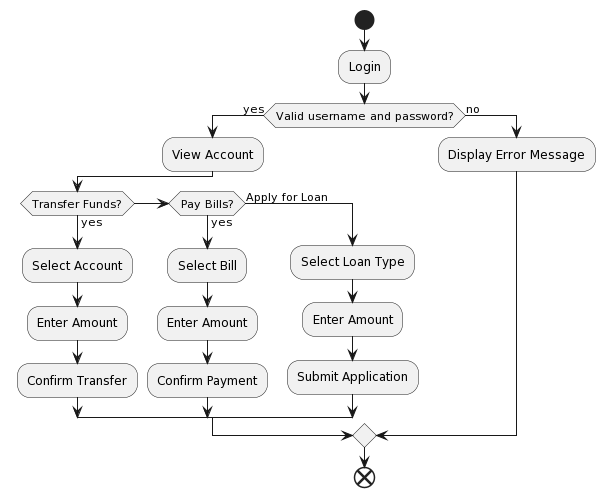 Login
yes
Valid username and password?
no
View Account
Display Error Message
Transfer Funds?
Pay Bills?
Apply for Loan
yes
yes
Select Account
Select Bill
Select Loan Type
Enter Amount
Enter Amount
Enter Amount
Confirm Transfer
Confirm Payment
Submit Application